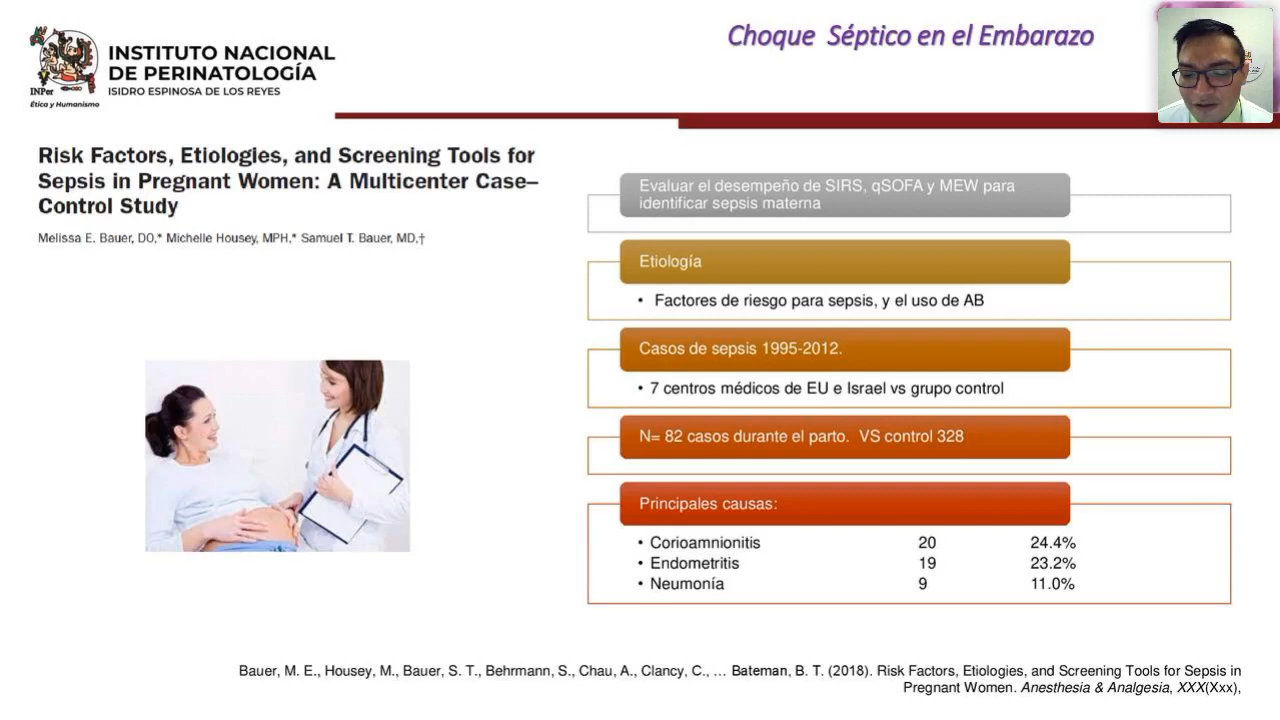 INSTITUTO NACIONAL
DE PERINATOLOGÍA
ISIDRO ESPINOSA DE LOS REYES
INPer
Ética y Humanismo
Choque Séptico en el Embarazo
Risk Factors, Etiologies, and Screening Tools for
Sepsis in Pregnant Women: A Multicenter Case–
Control Study
Melissa E. Bauer, DO,* Michelle Housey, MPH,* Samuel T. Bauer, MD,†
Evaluar el desempeño de SIRS, qSOFA y MEW para
identificar sepsis materna
Etiología
• Factores de riesgo para sepsis, y el uso de AB
Casos de sepsis 1995-2012.
• 7 centros médicos de EU e Israel vs grupo control
N= 82 casos durante el parto. VS control 328
Principales causas:
• Corioamnionitis 20 24.4%
• Endometritis 19 23.2%
• Neumonía 9 11.0%
Bauer, M. E., Housey, M., Bauer, S. T., Behrmann, S., Chau, A., Clancy, C., … Bateman, B. T. (2018). Risk Factors, Etiologies, and Screening Tools for Sepsis in
Pregnant Women. Anesthesia & Analgesia, XXX(Xxx),